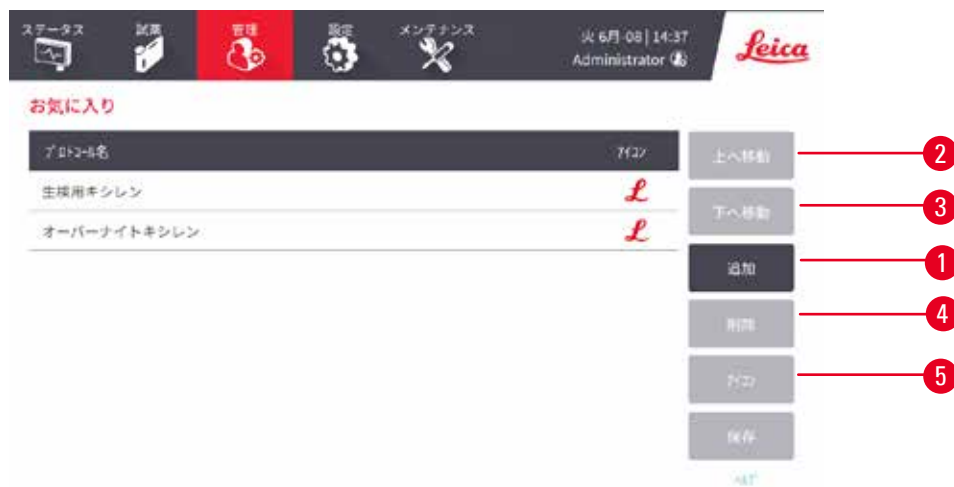 ステータス 試薬 管理 設定 メンテナンス 火 6月-08 | 14:37
Administrator
Leica
お気に入り
プロトコール名 アイコン 上へ移動 2
生検用キシレン L
下へ移動 3
オーバーナイトキシレン L
追加 1
削除 4
アイコン 5
保存
ヘルプ